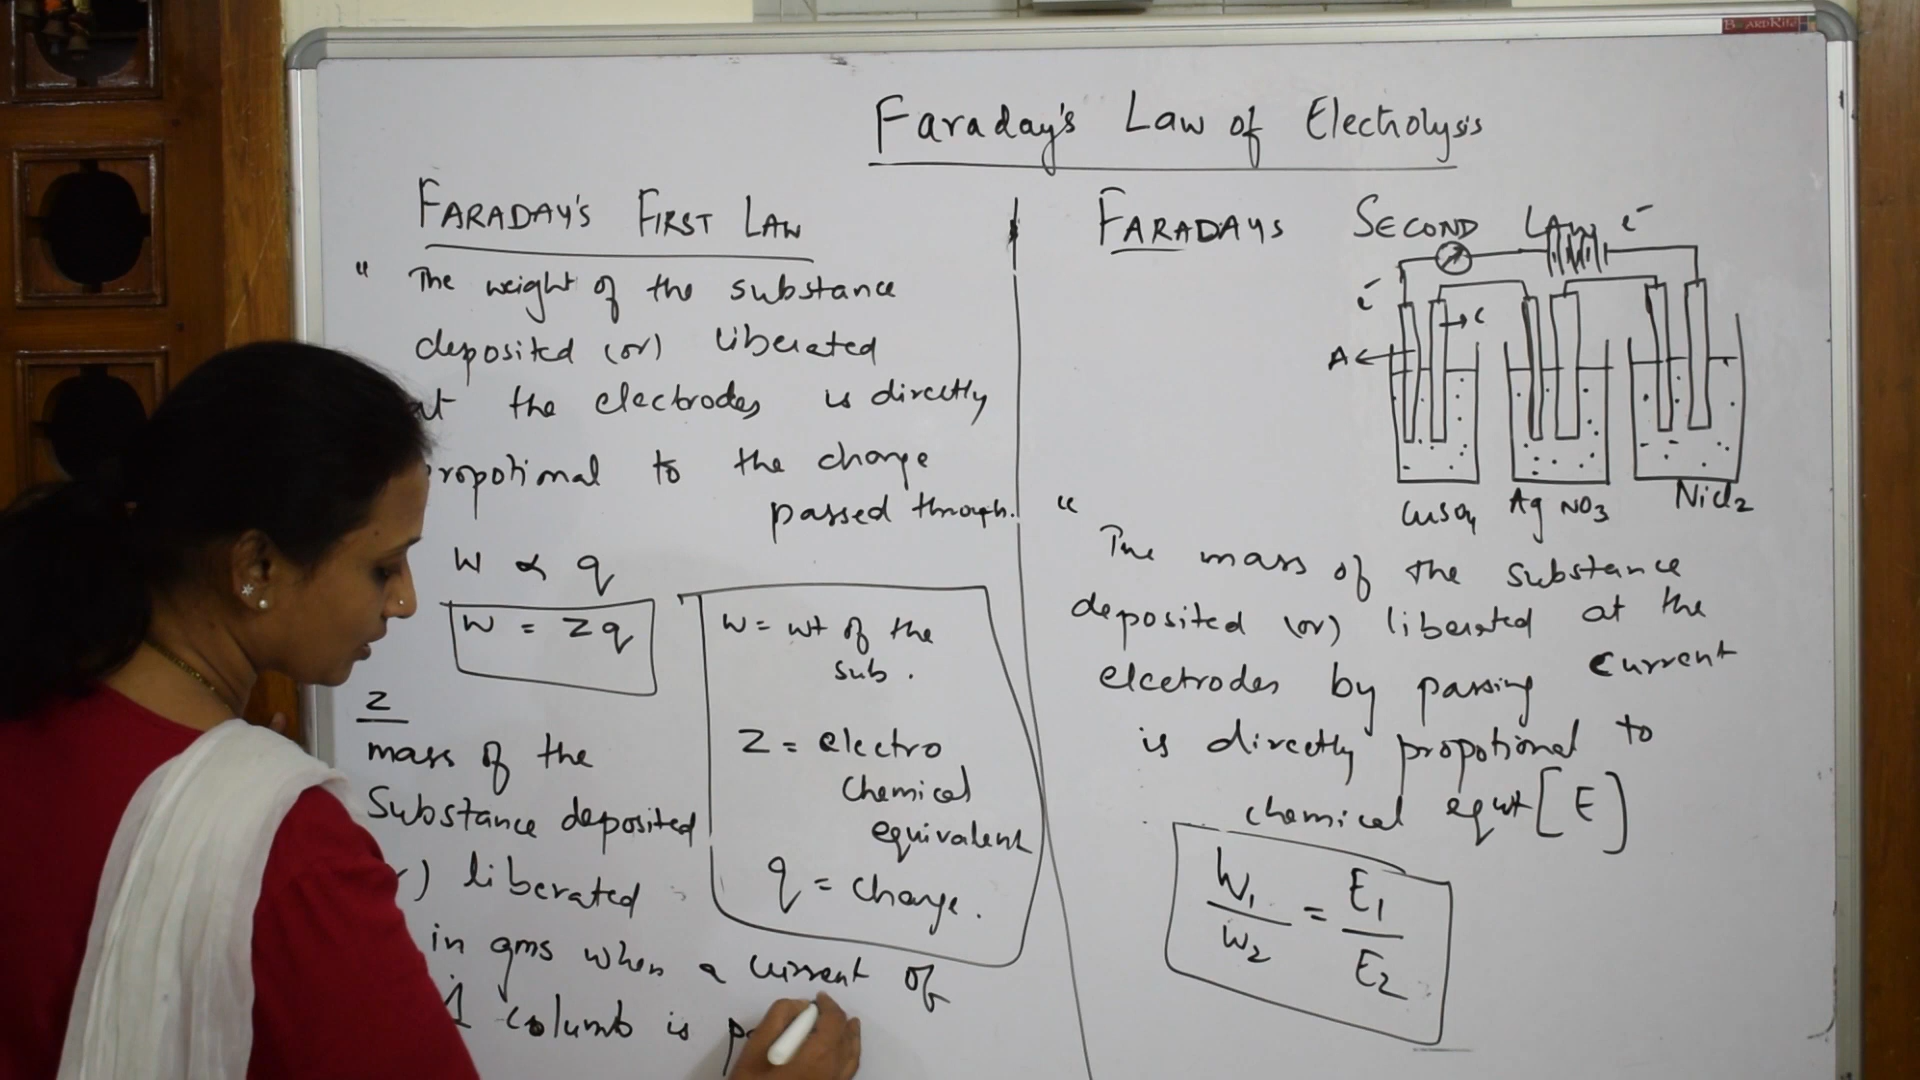 BOARDRITE
Faraday's Law of Electrolysis
FARADAY'S FIRST LAW
" The weight of the substance
deposited (or) liberated
at the electrodes is directly
ropotional to the charge
passed through.
W α q
W = Zq
W = wt of the
sub.
Z = electro
chemical
equivalent
q = charge.
Z
mass of the
Substance deposited
) liberated
in gms when a current of
1 columb is p
FARADAYS SECOND LAW
e-
e-
A
C
CuSO4 AgNO3 NiCl2
"
The mass of the substance
deposited (or) liberated at the
electrodes by passing current
is directly propotional to
chemical eqwt [E]
W1/W2 = E1/E2